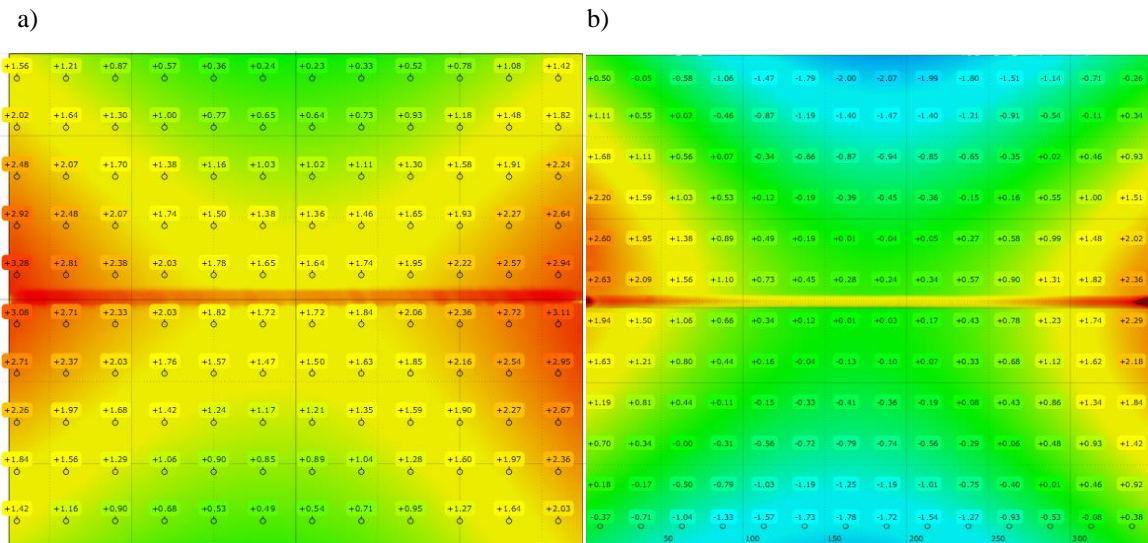 a)
+1.56 +1.21 +0.87 +0.57 +0.36 +0.24 +0.23 +0.33 +0.52 +0.78 +1.08 +1.42
+2.02 +1.64 +1.30 +1.00 +0.77 +0.65 +0.64 +0.73 +0.93 +1.18 +1.48 +1.82
+2.48 +2.07 +1.70 +1.38 +1.16 +1.03 +1.02 +1.11 +1.30 +1.58 +1.91 +2.24
+2.92 +2.48 +2.07 +1.74 +1.50 +1.38 +1.36 +1.46 +1.65 +1.93 +2.27 +2.64
+3.28 +2.81 +2.38 +2.03 +1.78 +1.65 +1.64 +1.74 +1.95 +2.22 +2.57 +2.94
+3.08 +2.71 +2.33 +2.03 +1.82 +1.72 +1.72 +1.84 +2.06 +2.36 +2.72 +3.11
+2.71 +2.37 +2.03 +1.76 +1.57 +1.47 +1.50 +1.63 +1.85 +2.16 +2.54 +2.95
+2.26 +1.97 +1.68 +1.42 +1.24 +1.17 +1.21 +1.35 +1.59 +1.90 +2.27 +2.67
+1.84 +1.56 +1.29 +1.06 +0.90 +0.85 +0.89 +1.04 +1.28 +1.60 +1.97 +2.36
+1.42 +1.16 +0.90 +0.68 +0.53 +0.49 +0.54 +0.71 +0.95 +1.27 +1.64 +2.03
b)
+0.50 -0.05 -0.58 -1.06 -1.47 -1.79 -2.00 -2.07 -1.99 -1.80 -1.51 -1.14 -0.71 -0.26
+1.11 +0.55 +0.02 -0.46 -0.87 -1.19 -1.40 -1.47 -1.40 -1.21 -0.91 -0.54 -0.11 +0.34
+1.68 +1.11 +0.56 +0.07 -0.34 -0.66 -0.87 -0.94 -0.85 -0.65 -0.35 +0.02 +0.46 +0.93
+2.20 +1.59 +1.03 +0.53 +0.12 -0.19 -0.39 -0.45 -0.36 -0.15 +0.16 +0.55 +1.00 +1.51
+2.60 +1.95 +1.38 +0.89 +0.49 +0.19 +0.01 -0.04 +0.05 +0.27 +0.58 +0.99 +1.48 +2.02
+2.63 +2.09 +1.56 +1.10 +0.73 +0.45 +0.28 +0.24 +0.34 +0.57 +0.90 +1.31 +1.82 +2.36
+1.94 +1.50 +1.06 +0.66 +0.34 +0.12 +0.01 +0.03 +0.17 +0.43 +0.78 +1.23 +1.74 +2.29
+1.63 +1.21 +0.80 +0.44 +0.16 -0.04 -0.13 -0.10 +0.07 +0.33 +0.68 +1.12 +1.62 +2.18
+1.19 +0.81 +0.44 +0.11 -0.15 -0.33 -0.41 -0.36 -0.19 +0.08 +0.43 +0.86 +1.34 +1.84
+0.70 +0.34 -0.00 -0.31 -0.56 -0.72 -0.79 -0.74 -0.56 -0.29 +0.06 +0.48 +0.93 +1.42
+0.18 -0.17 -0.50 -0.79 -1.03 -1.19 -1.25 -1.19 -1.01 -0.75 -0.40 +0.01 +0.46 +0.92
-0.37 -0.71 -1.04 -1.33 -1.57 -1.73 -1.78 -1.72 -1.54 -1.27 -0.93 -0.53 -0.08 +0.38
50 100 150 200 250 300